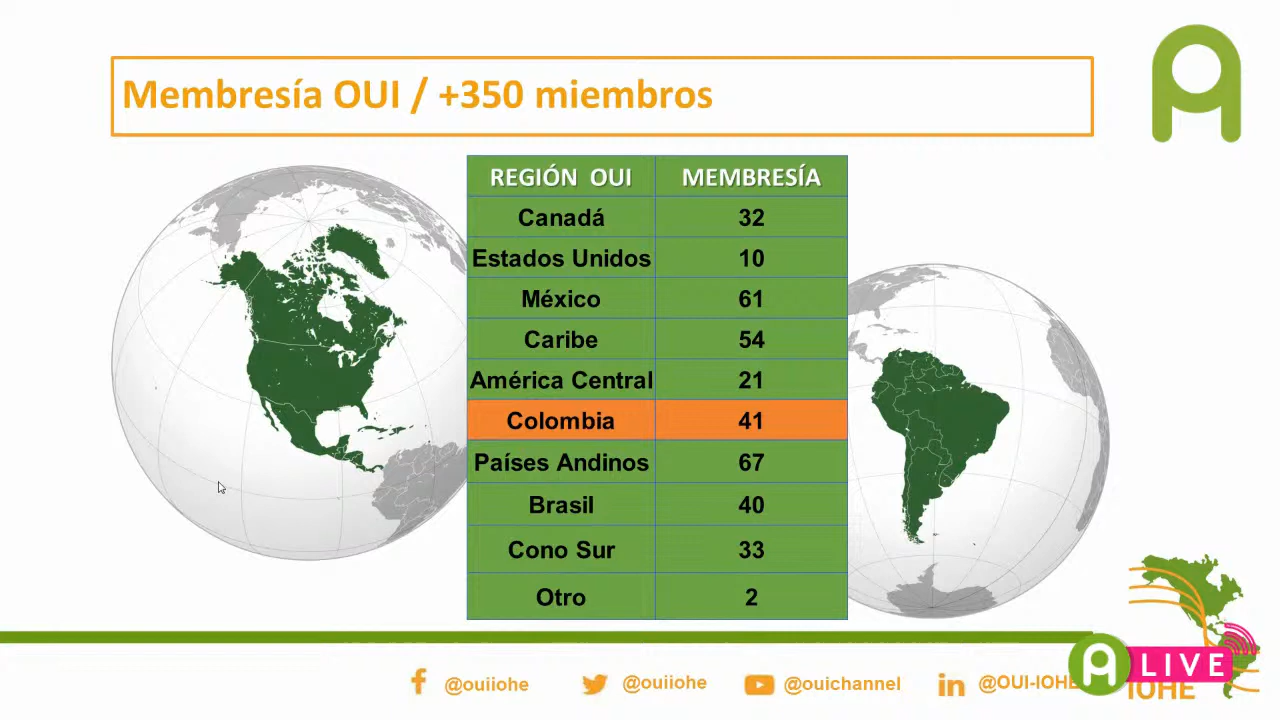 Membresía OUI / +350 miembros
REGIÓN OUI MEMBRESÍA
Canadá 32
Estados Unidos 10
México 61
Caribe 54
América Central 21
Colombia 41
Países Andinos 67
Brasil 40
Cono Sur 33
Otro 2
@ouiiohe @ouiiohe @ouichannel @OUI-IOHE
LIVE
IOHE